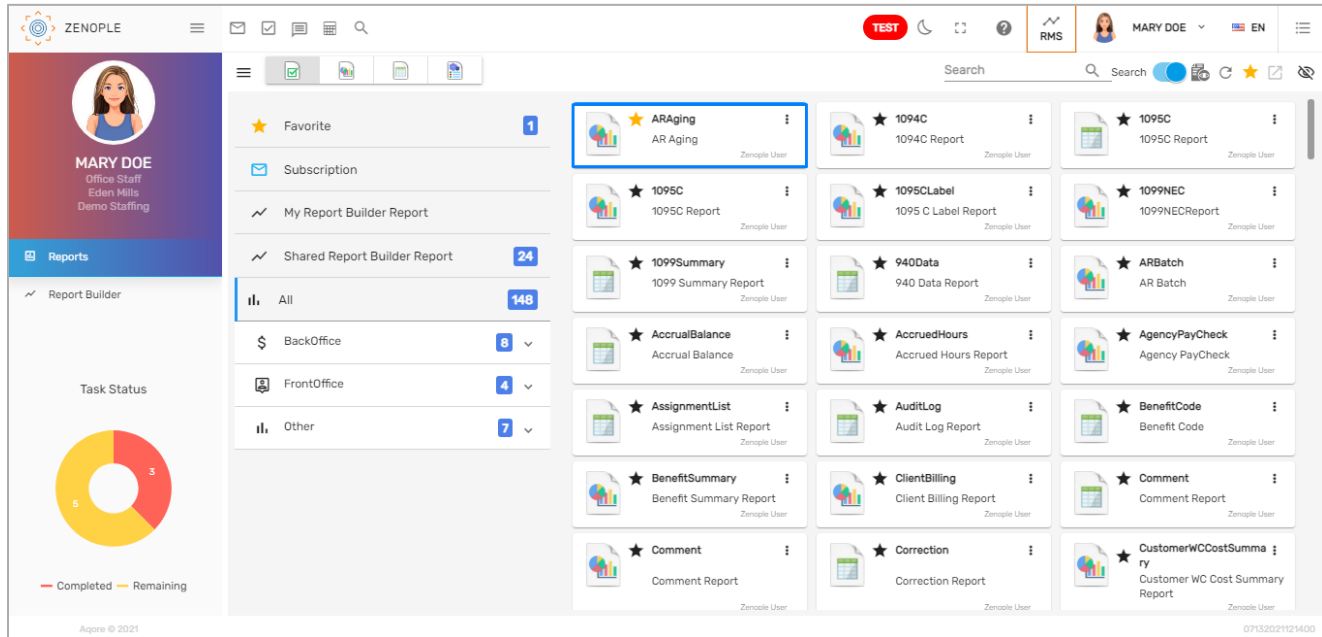 ZENOPLE
TEST
RMS
MARY DOE
EN
MARY DOE
Office Staff
Eden Mills
Demo Staffing
Reports
Report Builder
Task Status
3
5
Completed
Remaining
Search
Search
Favorite
1
Subscription
My Report Builder Report
Shared Report Builder Report
24
All
148
BackOffice
8
FrontOffice
4
Other
7
ARAging
AR Aging
Zenople User
1094C
1094C Report
Zenople User
1095C
1095C Report
Zenople User
1095C
1095C Report
Zenople User
1095CLabel
1095 C Label Report
Zenople User
1099NEC
1099NECReport
Zenople User
1099Summary
1099 Summary Report
Zenople User
940Data
940 Data Report
Zenople User
ARBatch
AR Batch
Zenople User
AccrualBalance
Accrual Balance
Zenople User
AccruedHours
Accrued Hours Report
Zenople User
AgencyPayCheck
Agency PayCheck
Zenople User
AssignmentList
Assignment List Report
Zenople User
AuditLog
Audit Log Report
Zenople User
BenefitCode
Benefit Code
Zenople User
BenefitSummary
Benefit Summary Report
Zenople User
ClientBilling
Client Billing Report
Zenople User
Comment
Comment Report
Zenople User
Comment
Comment Report
Zenople User
Correction
Correction Report
Zenople User
CustomerWCCostSumma
ry
Customer WC Cost Summary
Report
Zenople User
Aqore © 2021
07132021121400